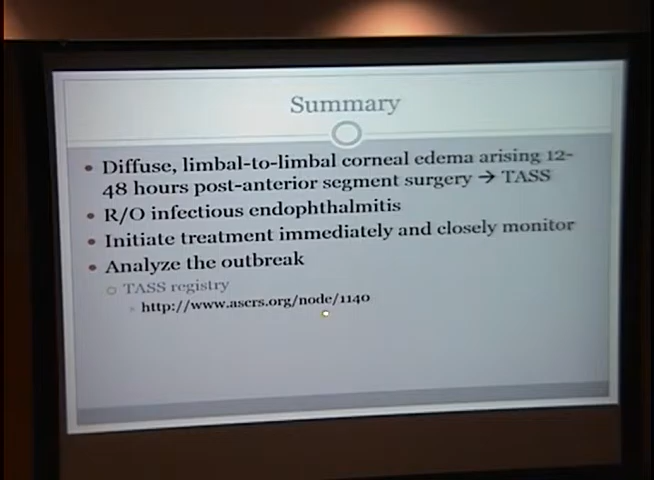 Summary
• Diffuse, limbal-to-limbal corneal edema arising 12-
48 hours post-anterior segment surgery → TASS
• R/O infectious endophthalmitis
• Initiate treatment immediately and closely monitor
• Analyze the outbreak
○ TASS registry
• http://www.ascrs.org/node/1140